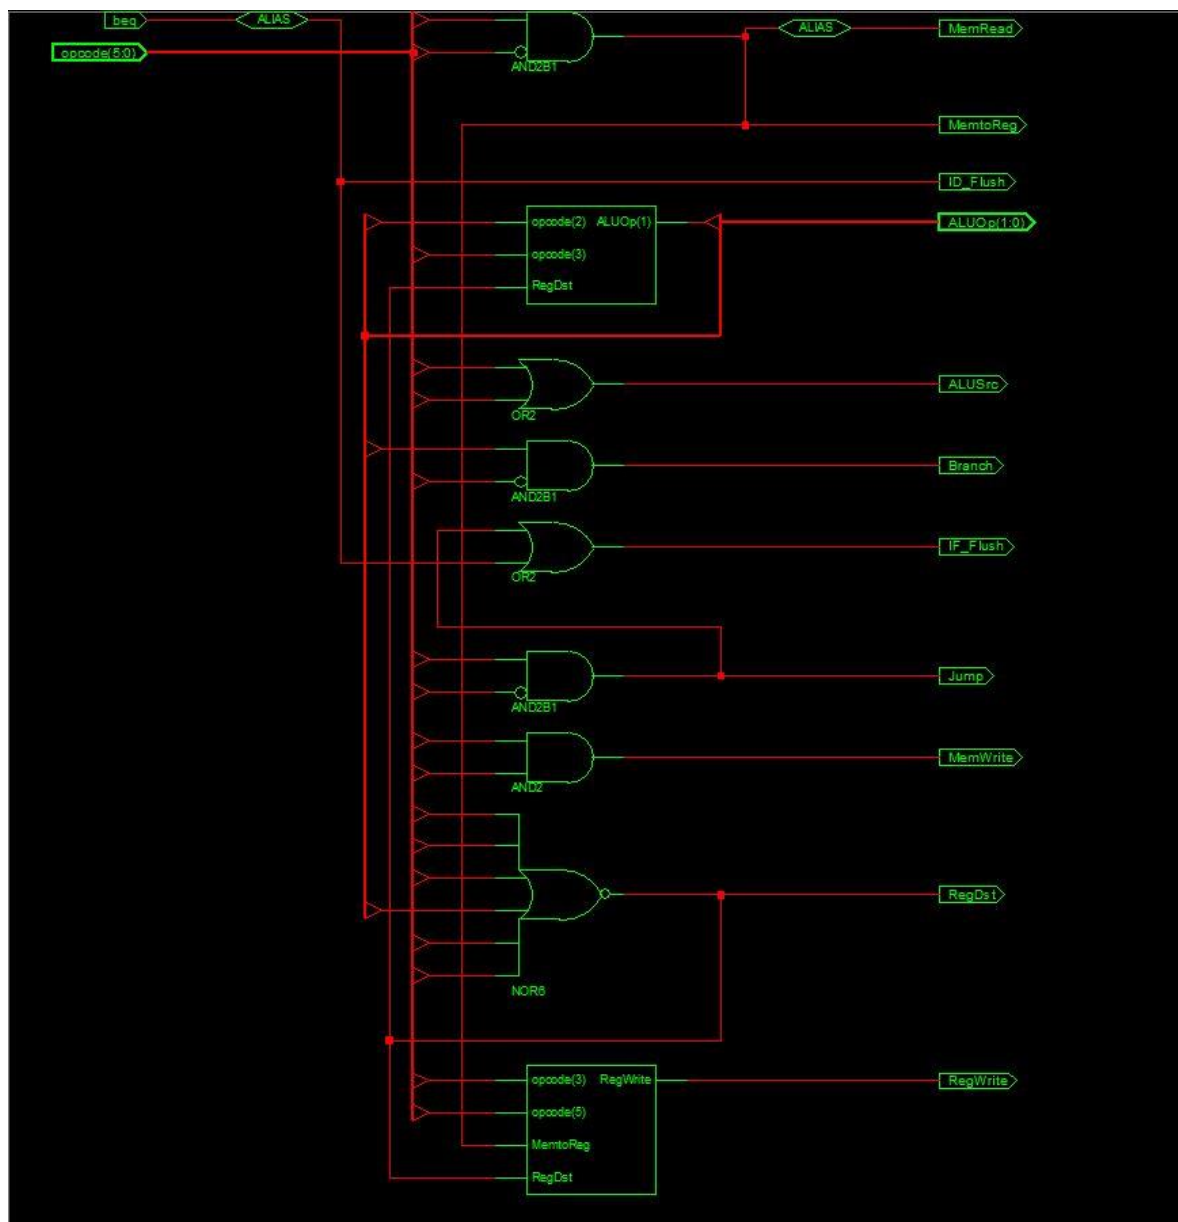 beq
ALIAS
ALIAS
MemRead
opcode(5:0)
AND2B1
MemtoReg
ID_Flush
opcode(2) ALUOp(1)
ALUOp(1:0)
opcode(3)
RegDst
ALUSrc
OR2
Branch
AND2B1
IF_Flush
OR2
Jump
AND2B1
MemWrite
AND2
RegDst
NOR6
opcode(3) RegWrite
RegWrite
opcode(5)
MemtoReg
RegDst